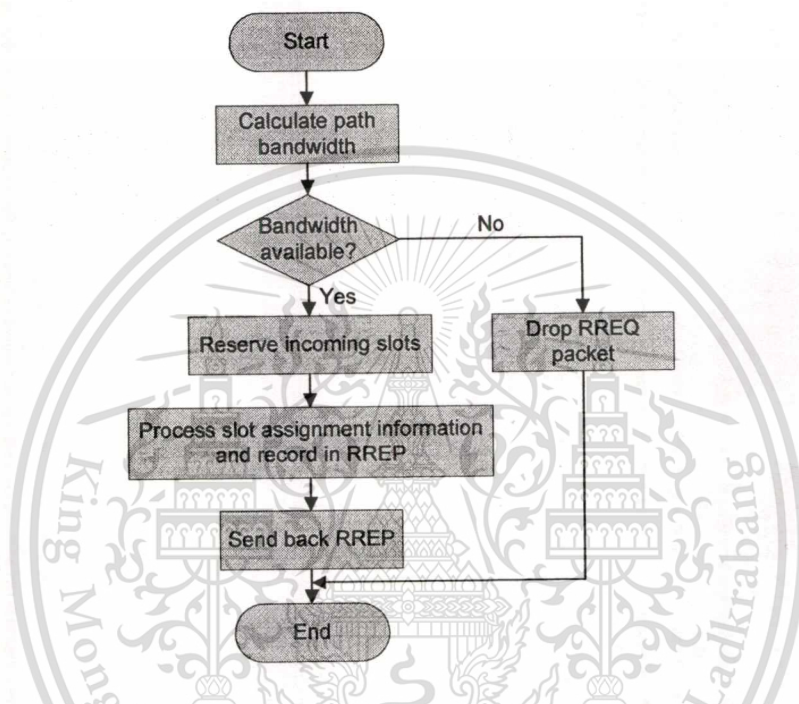 Start
Calculate path
bandwidth
Bandwidth
available?
No
Yes
Reserve incoming slots
Drop RREQ
packet
Process slot assignment information
and record in RREP
Send back RREP
End
King Mong
Ladkrabang